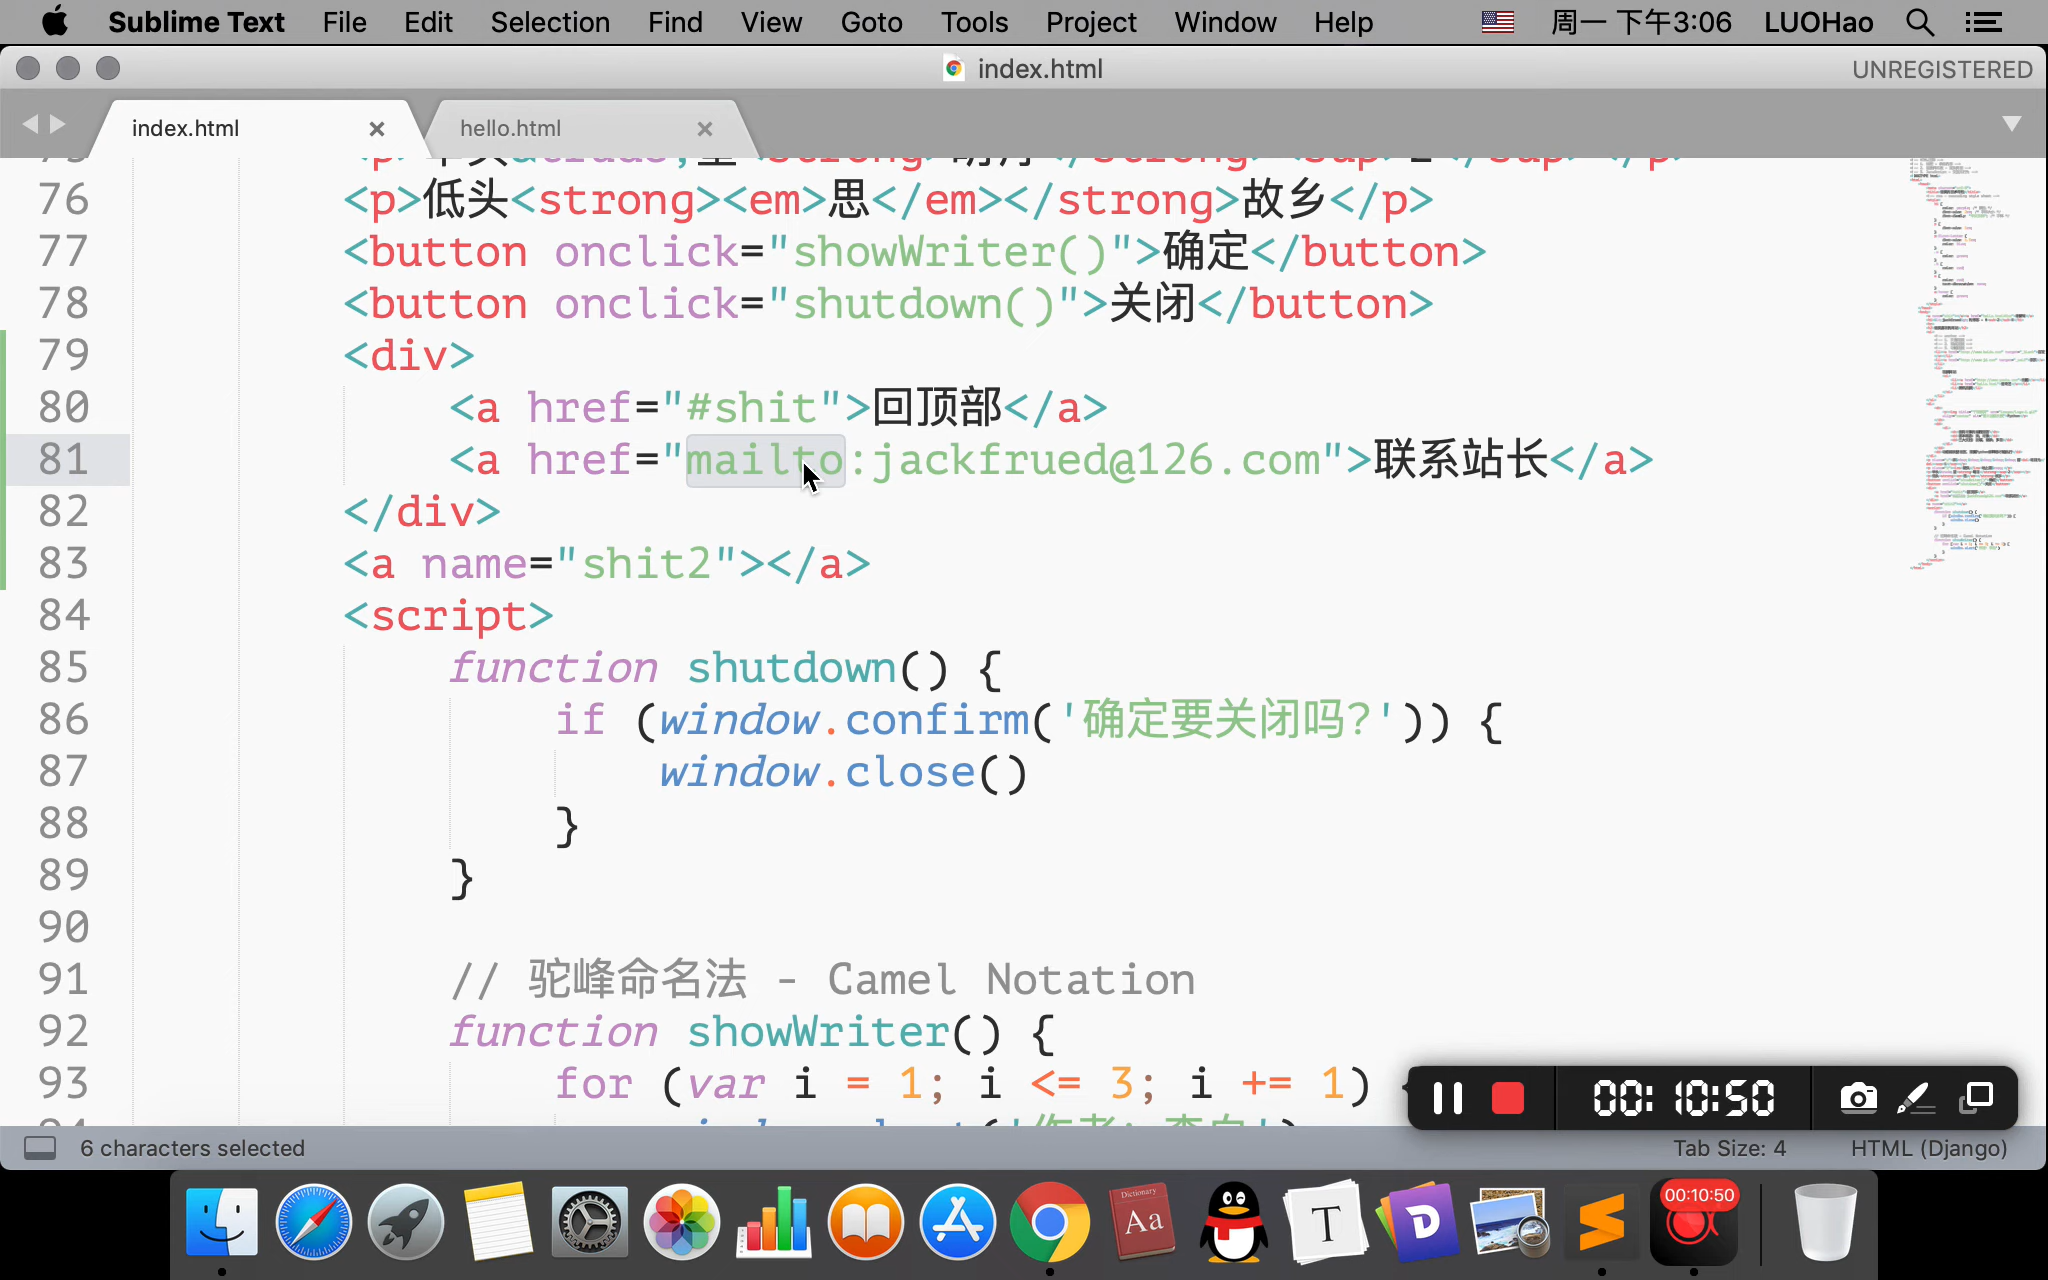 Sublime Text File Edit Selection Find View Goto Tools Project Window Help 周一 下午3:06 LUOHao
index.html UNREGISTERED
index.html hello.html
76 <p>低头<strong><em>思</em></strong>故乡</p>
77 <button onclick="showWriter()">确定</button>
78 <button onclick="shutdown()">关闭</button>
79 <div>
80 <a href="#shit">回顶部</a>
81 <a href="mailto:jackfrued@126.com">联系站长</a>
82 </div>
83 <a name="shit2"></a>
84 <script>
85 function shutdown() {
86 if (window.confirm('确定要关闭吗?')) {
87 window.close()
88 }
89 }
90
91 // 驼峰命名法 - Camel Notation
92 function showWriter() {
93 for (var i = 1; i <= 3; i += 1)
00:10:50
6 characters selected Tab Size: 4 HTML (Django)
Dictionary
Aa
T
D
00:10:50